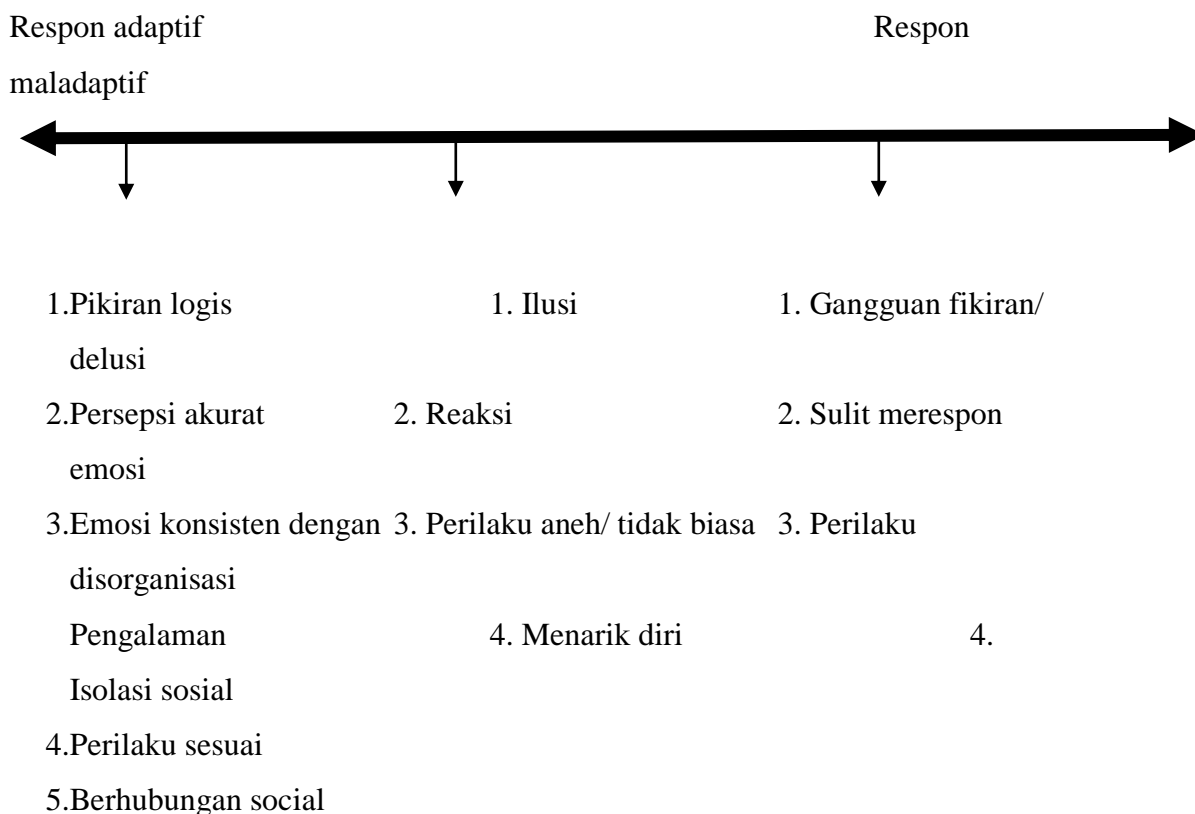 Respon adaptif Respon
maladaptif
1.Pikiran logis 1. Ilusi 1. Gangguan fikiran/
delusi
2.Persepsi akurat 2. Reaksi 2. Sulit merespon
emosi
3.Emosi konsisten dengan 3. Perilaku aneh/ tidak biasa 3. Perilaku
disorganisasi
Pengalaman 4. Menarik diri 4.
Isolasi sosial
4.Perilaku sesuai
5.Berhubungan social